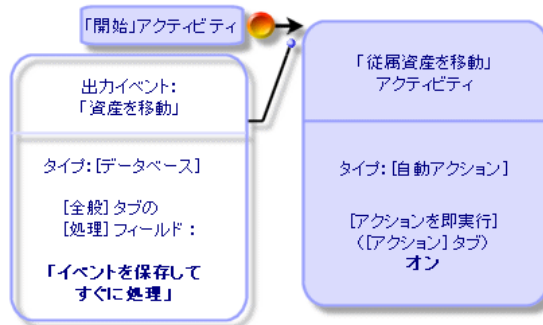 「開始」アクティビティ
出力イベント:
「資産を移動」
タイプ:[データベース]
[全般]タブの
[処理]フィールド:
「イベントを保存して
すぐに処理」
「従属資産を移動」
アクティビティ
タイプ:[自動アクション]
[アクションを即実行]
([アクション]タブ)
オン